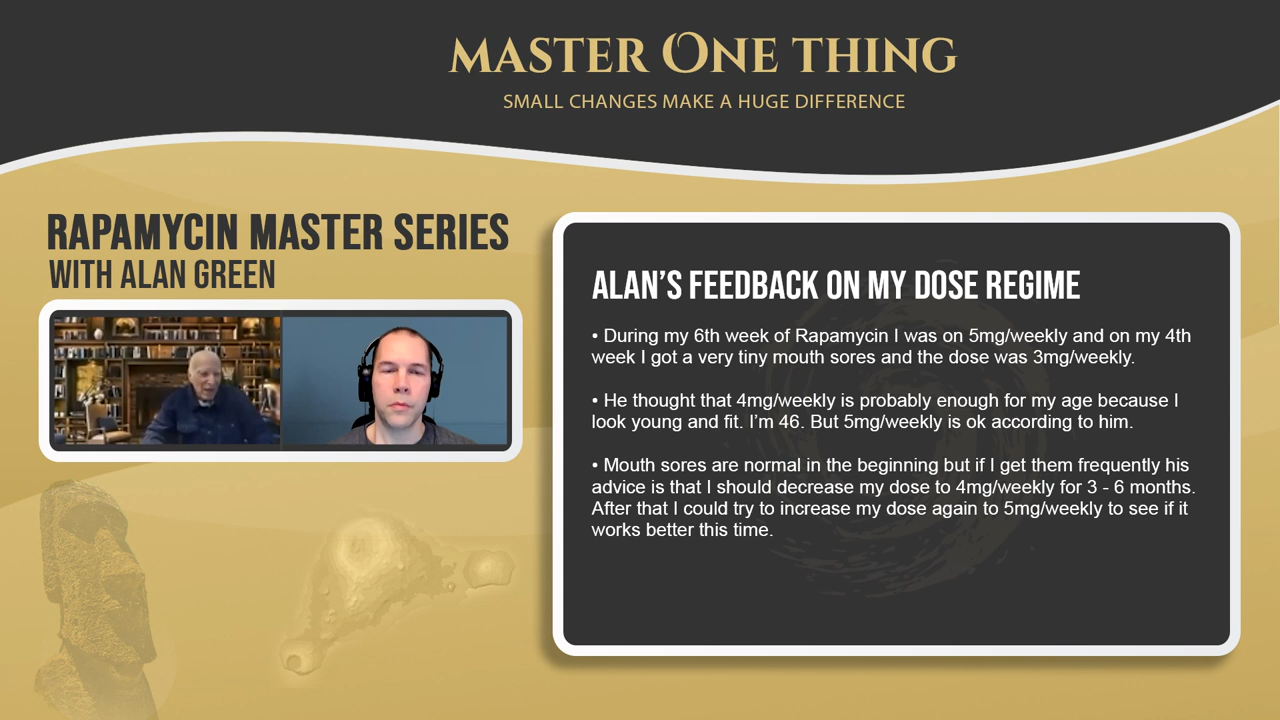 MASTER ONE THING
SMALL CHANGES MAKE A HUGE DIFFERENCE
RAPAMYCIN MASTER SERIES
WITH ALAN GREEN
ALAN'S FEEDBACK ON MY DOSE REGIME
• During my 6th week of Rapamycin I was on 5mg/weekly and on my 4th
week I got a very tiny mouth sores and the dose was 3mg/weekly.
• He thought that 4mg/weekly is probably enough for my age because I
look young and fit. I'm 46. But 5mg/weekly is ok according to him.
• Mouth sores are normal in the beginning but if I get them frequently his
advice is that I should decrease my dose to 4mg/weekly for 3 - 6 months.
After that I could try to increase my dose again to 5mg/weekly to see if it
works better this time.